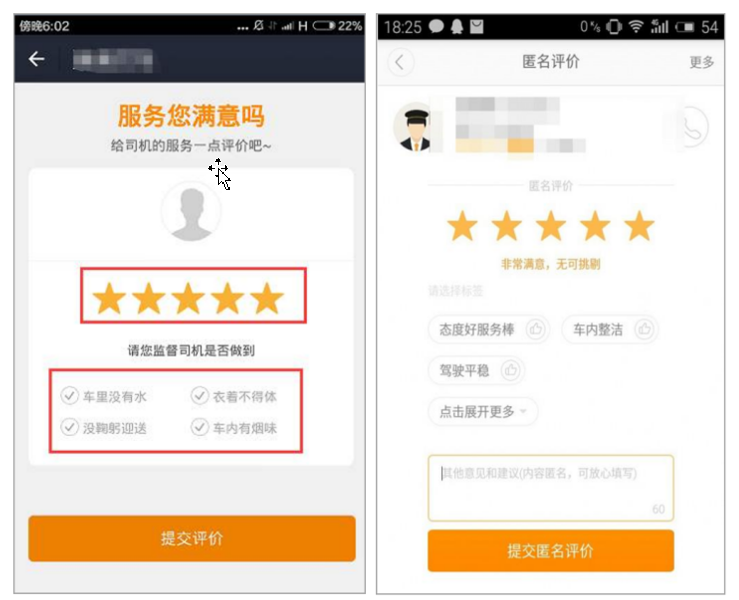 傍晚6:02
... H 22%
服务您满意吗
给司机的服务一点评价吧~
请您监督司机是否做到
车里没有水 衣着不得体
没鞠躬迎送 车内有烟味
提交评价
18:25 0% 4G 54
匿名评价 更多
匿名评价
非常满意，无可挑剔
请选择标签
态度好服务棒 车内整洁
驾驶平稳
点击展开更多
其他意见和建议(内容匿名，可放心填写)
60
提交匿名评价